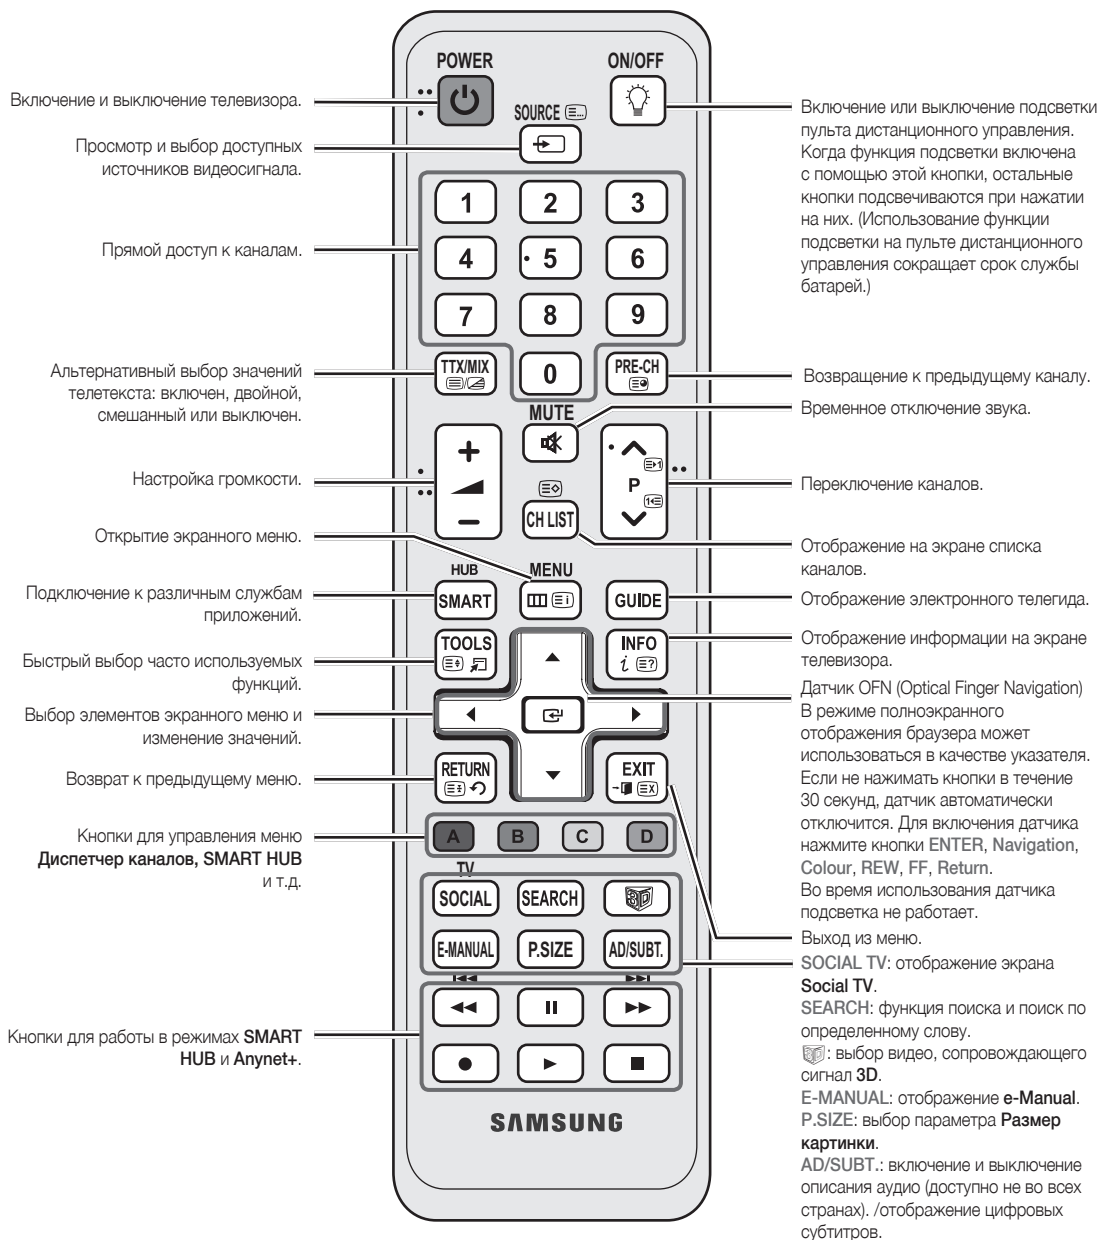 POWER
ON/OFF
Включение и выключение телевизора.
SOURCE
Просмотр и выбор доступных
источников видеосигнала.
Включение или выключение подсветки
пульта дистанционного управления.
Когда функция подсветки включена
с помощью этой кнопки, остальные
кнопки подсвечиваются при нажатии
на них. (Использование функции
подсветки на пульте дистанционного
управления сокращает срок службы
батарей.)
1 2 3
Прямой доступ к каналам.
4 5 6
7 8 9
Альтернативный выбор значений
телетекста: включен, двойной,
смешанный или выключен.
TTX/MIX
0
PRE-CH
Возвращение к предыдущему каналу.
MUTE
Временное отключение звука.
Настройка громкости.
+
−
P
Переключение каналов.
CH LIST
Открытие экранного меню.
Отображение на экране списка
каналов.
HUB
MENU
Подключение к различным службам
приложений.
SMART
GUIDE
Отображение электронного телегида.
TOOLS
INFO
i
Отображение информации на экране
телевизора.
Быстрый выбор часто используемых
функций.
Выбор элементов экранного меню и
изменение значений.
Датчик OFN (Optical Finger Navigation)
В режиме полноэкранного
отображения браузера может
использоваться в качестве указателя.
Если не нажимать кнопки в течение
30 секунд, датчик автоматически
отключится. Для включения датчика
нажмите кнопки ENTER, Navigation,
Colour, REW, FF, Return.
Во время использования датчика
подсветка не работает.
Возврат к предыдущему меню.
RETURN
EXIT
Выход из меню.
Кнопки для управления меню
Диспетчер каналов, SMART HUB
и т.д.
A B C D
TV
SOCIAL SEARCH 3D
E-MANUAL P.SIZE AD/SUBT.
SOCIAL TV: отображение экрана
Social TV.
SEARCH: функция поиска и поиск по
определенному слову.
3D: выбор видео, сопровождающего
сигнал 3D.
E-MANUAL: отображение e-Manual.
P.SIZE: выбор параметра Размер
картинки.
AD/SUBT.: включение и выключение
описания аудио (доступно не во всех
странах). /отображение цифровых
субтитров.
Кнопки для работы в режимах SMART
HUB и Anynet+.
SAMSUNG